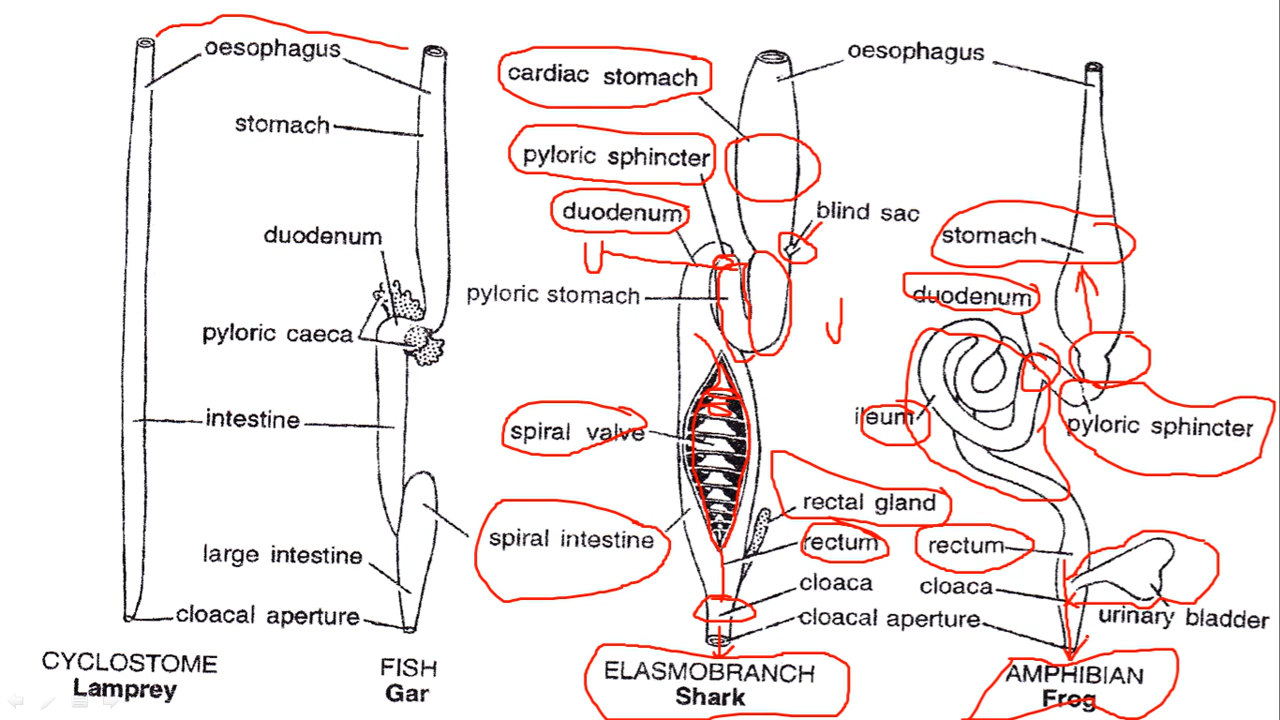 oesophagus
stomach
duodenum
pyloric caeca
intestine
large intestine
cloacal aperture
CYCLOSTOME
Lamprey
FISH
Gar
cardiac stomach
pyloric sphincter
duodenum
pyloric stomach
spiral valve
spiral intestine
oesophagus
blind sac
rectal gland
rectum
cloaca
cloacal aperture
ELASMOBRANCH
Shark
stomach
duodenum
ileum
pyloric sphincter
rectum
cloaca
urinary bladder
AMPHIBIAN
Frog